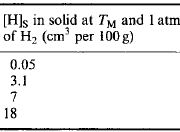 [H]S in solid at TM and 1 atm
of H2 (cm3 per 100 g)
0.05
3.1
7
18